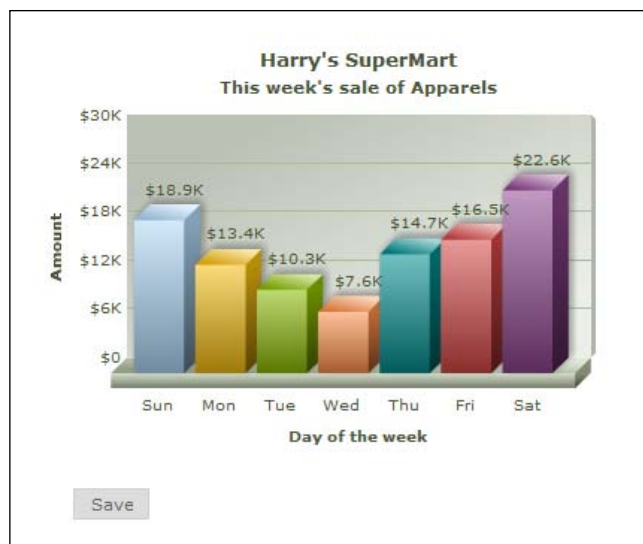 Harry's SuperMart
This week's sale of Apparels
$30K
$24K
$18K
$12K
$6K
$0
Amount
$18.9K
$13.4K
$10.3K
$7.6K
$14.7K
$16.5K
$22.6K
Sun Mon Tue Wed Thu Fri Sat
Day of the week
Save